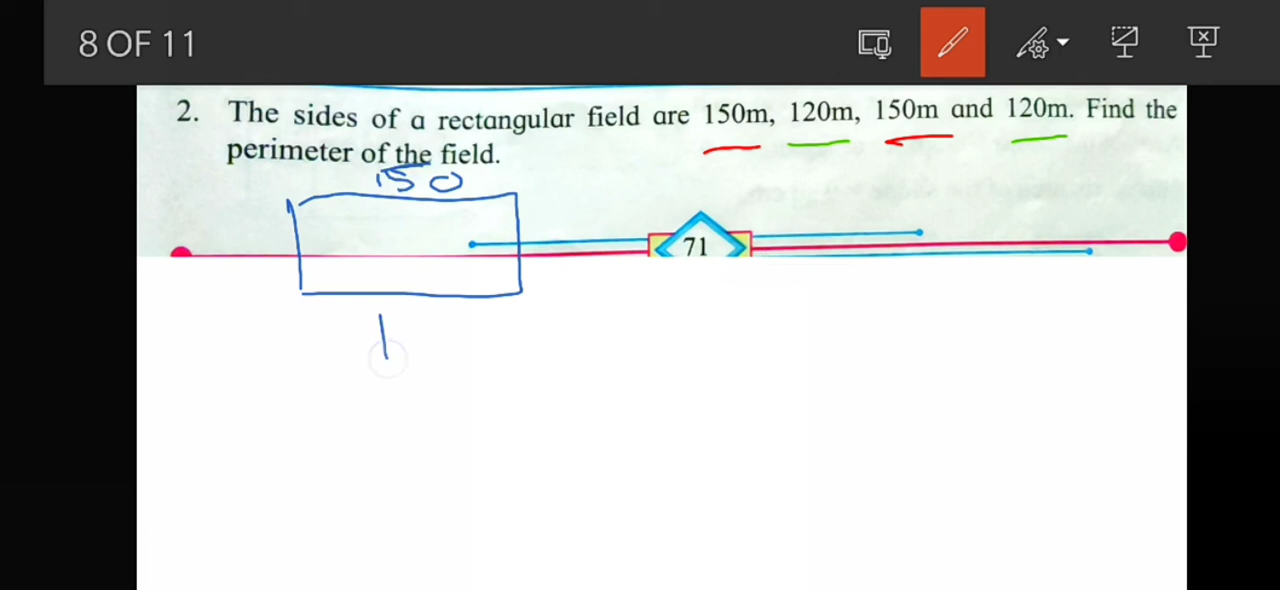 8 OF 11
2. The sides of a rectangular field are 150m, 120m, 150m and 120m. Find the
perimeter of the field.
150
71